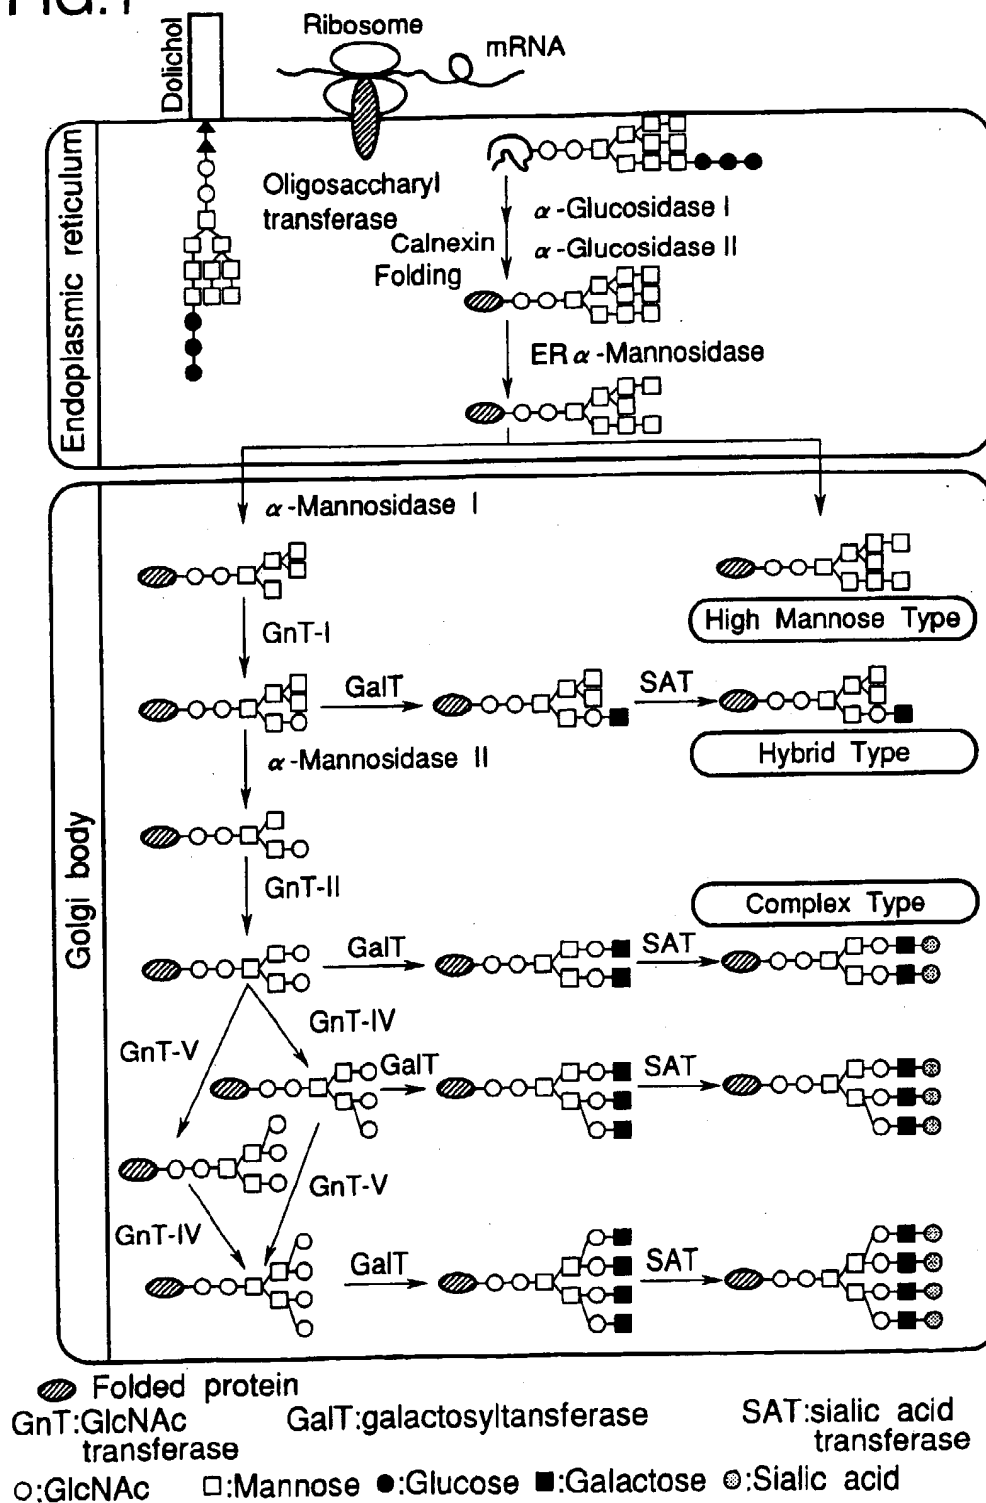 FIG.1
Dolichol
Ribosome
mRNA
Endoplasmic reticulum
Oligosaccharyl
transferase
α-Glucosidase I
Calnexin
α-Glucosidase II
Folding
ER α-Mannosidase
Golgi body
α-Mannosidase I
GnT-I
High Mannose Type
GalT
SAT
α-Mannosidase II
Hybrid Type
GnT-II
Complex Type
GalT
SAT
GnT-IV
GnT-V
GalT
SAT
GnT-V
GnT-IV
GalT
SAT
Folded protein
GnT:GlcNAc
transferase
GalT:galactosyltansferase
SAT:sialic acid
transferase
○:GlcNAc □:Mannose ●:Glucose ■:Galactose :Sialic acid